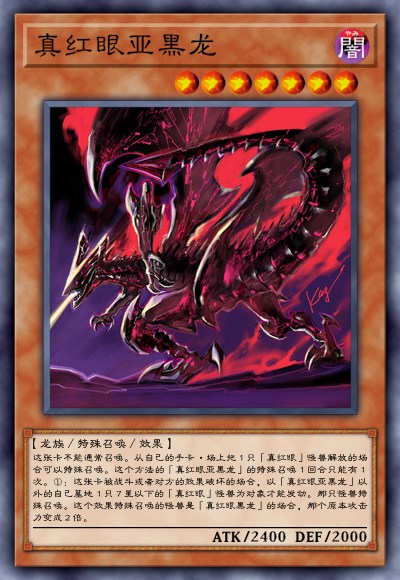 真红眼亚黑龙
やみ
闇
Kag
【龙族／特殊召唤／效果】
这张卡不能通常召唤。从自己的手卡·场上把1只「真红眼」怪兽解放的场
合可以特殊召唤。这个方法的「真红眼亚黑龙」的特殊召唤1回合只能有1
次。①：这张卡被战斗或者对方的效果破坏的场合，以「真红眼亚黑龙」以
外的自己墓地1只7星以下的「真红眼」怪兽为对象才能发动。那只怪兽特
殊召唤。这个效果特殊召唤的怪兽是「真红眼黑龙」的场合，那个原本攻击
力变成2倍。
ATK/2400 DEF/2000